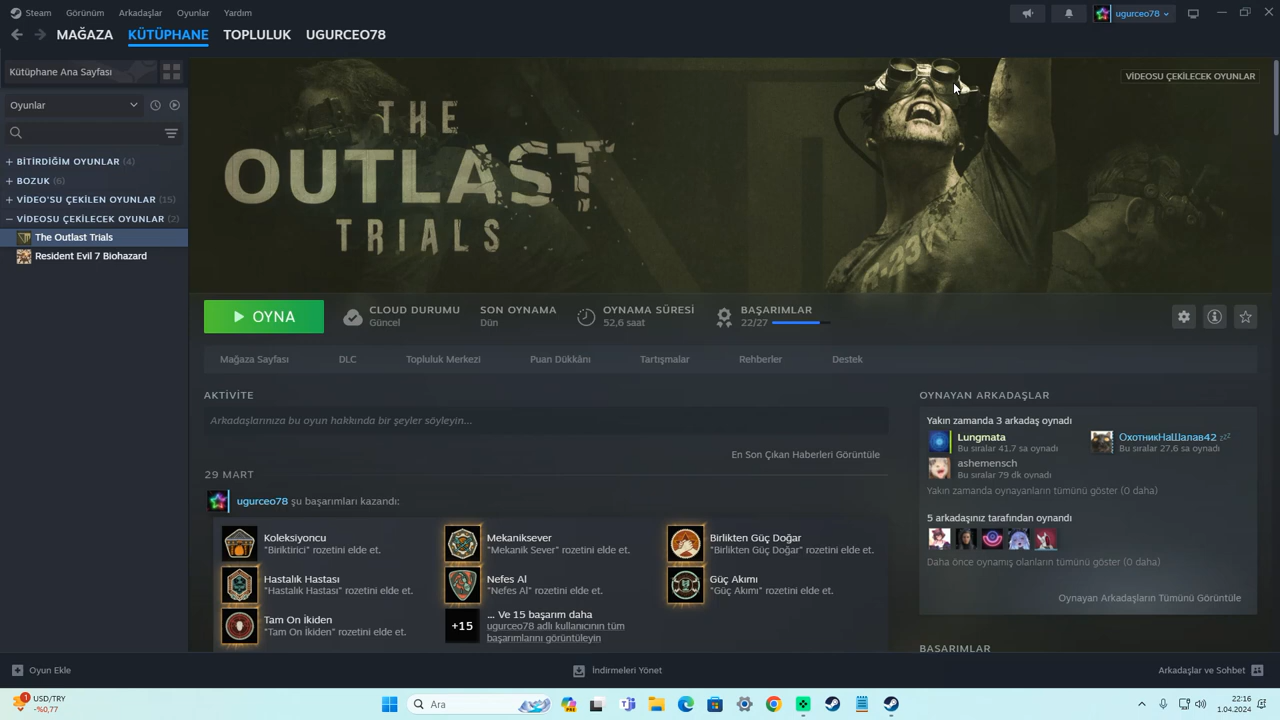 Steam Görünüm Arkadaşlar Oyunlar Yardım
ugurceo78
MAĞAZA KÜTÜPHANE TOPLULUK UGURCEO78
Kütüphane Ana Sayfası
Oyunlar
+ BİTİRDİĞİM OYUNLAR (4)
+ BOZUK (6)
+ VİDEO'SU ÇEKİLEN OYUNLAR (15)
− VİDEOSU ÇEKİLECEK OYUNLAR (2)
The Outlast Trials
Resident Evil 7 Biohazard
VİDEOSU ÇEKİLECEK OYUNLAR
THE
OUTLAST
TRIALS
OYNA
CLOUD DURUMU
Güncel
SON OYNAMA
Dün
OYNAMA SÜRESİ
52,6 saat
BAŞARIMLAR
22/27
Mağaza Sayfası DLC Topluluk Merkezi Puan Dükkânı Tartışmalar Rehberler Destek
AKTİVİTE
Arkadaşlarınıza bu oyun hakkında bir şeyler söyleyin...
En Son Çıkan Haberleri Görüntüle
29 MART
ugurceo78 şu başarımları kazandı:
Koleksiyoncu
"Biriktirici" rozetini elde et.
Mekaniksever
"Mekanik Sever" rozetini elde et.
Birlikten Güç Doğar
"Birlikten Güç Doğar" rozetini elde et.
Hastalık Hastası
"Hastalık Hastası" rozetini elde et.
Nefes Al
"Nefes Al" rozetini elde et.
Güç Akımı
"Güç Akımı" rozetini elde et.
Tam On İkiden
"Tam On İkiden" rozetini elde et.
+15
... Ve 15 başarım daha
ugurceo78 adlı kullanıcının tüm
başarımlarını görüntüleyin
OYNAYAN ARKADAŞLAR
Yakın zamanda 3 arkadaş oynadı
Lungmata
Bu sıralar 41,7 sa oynadı
ОхотникНаШалав42 zzz
Bu sıralar 27.6 sa oynadı
ashemensch
Bu sıralar 79 dk oynadı
Yakın zamanda oynayanların tümünü göster (0 daha)
5 arkadaşınız tarafından oynandı
Daha önce oynamış olanların tümünü göster (0 daha)
Oynayan Arkadaşların Tümünü Görüntüle
BAŞARIMLAR
Oyun Ekle
İndirmeleri Yönet
Arkadaşlar ve Sohbet
1
USD/TRY
-%0,77
Ara
PRE
22:16
1.04.2024